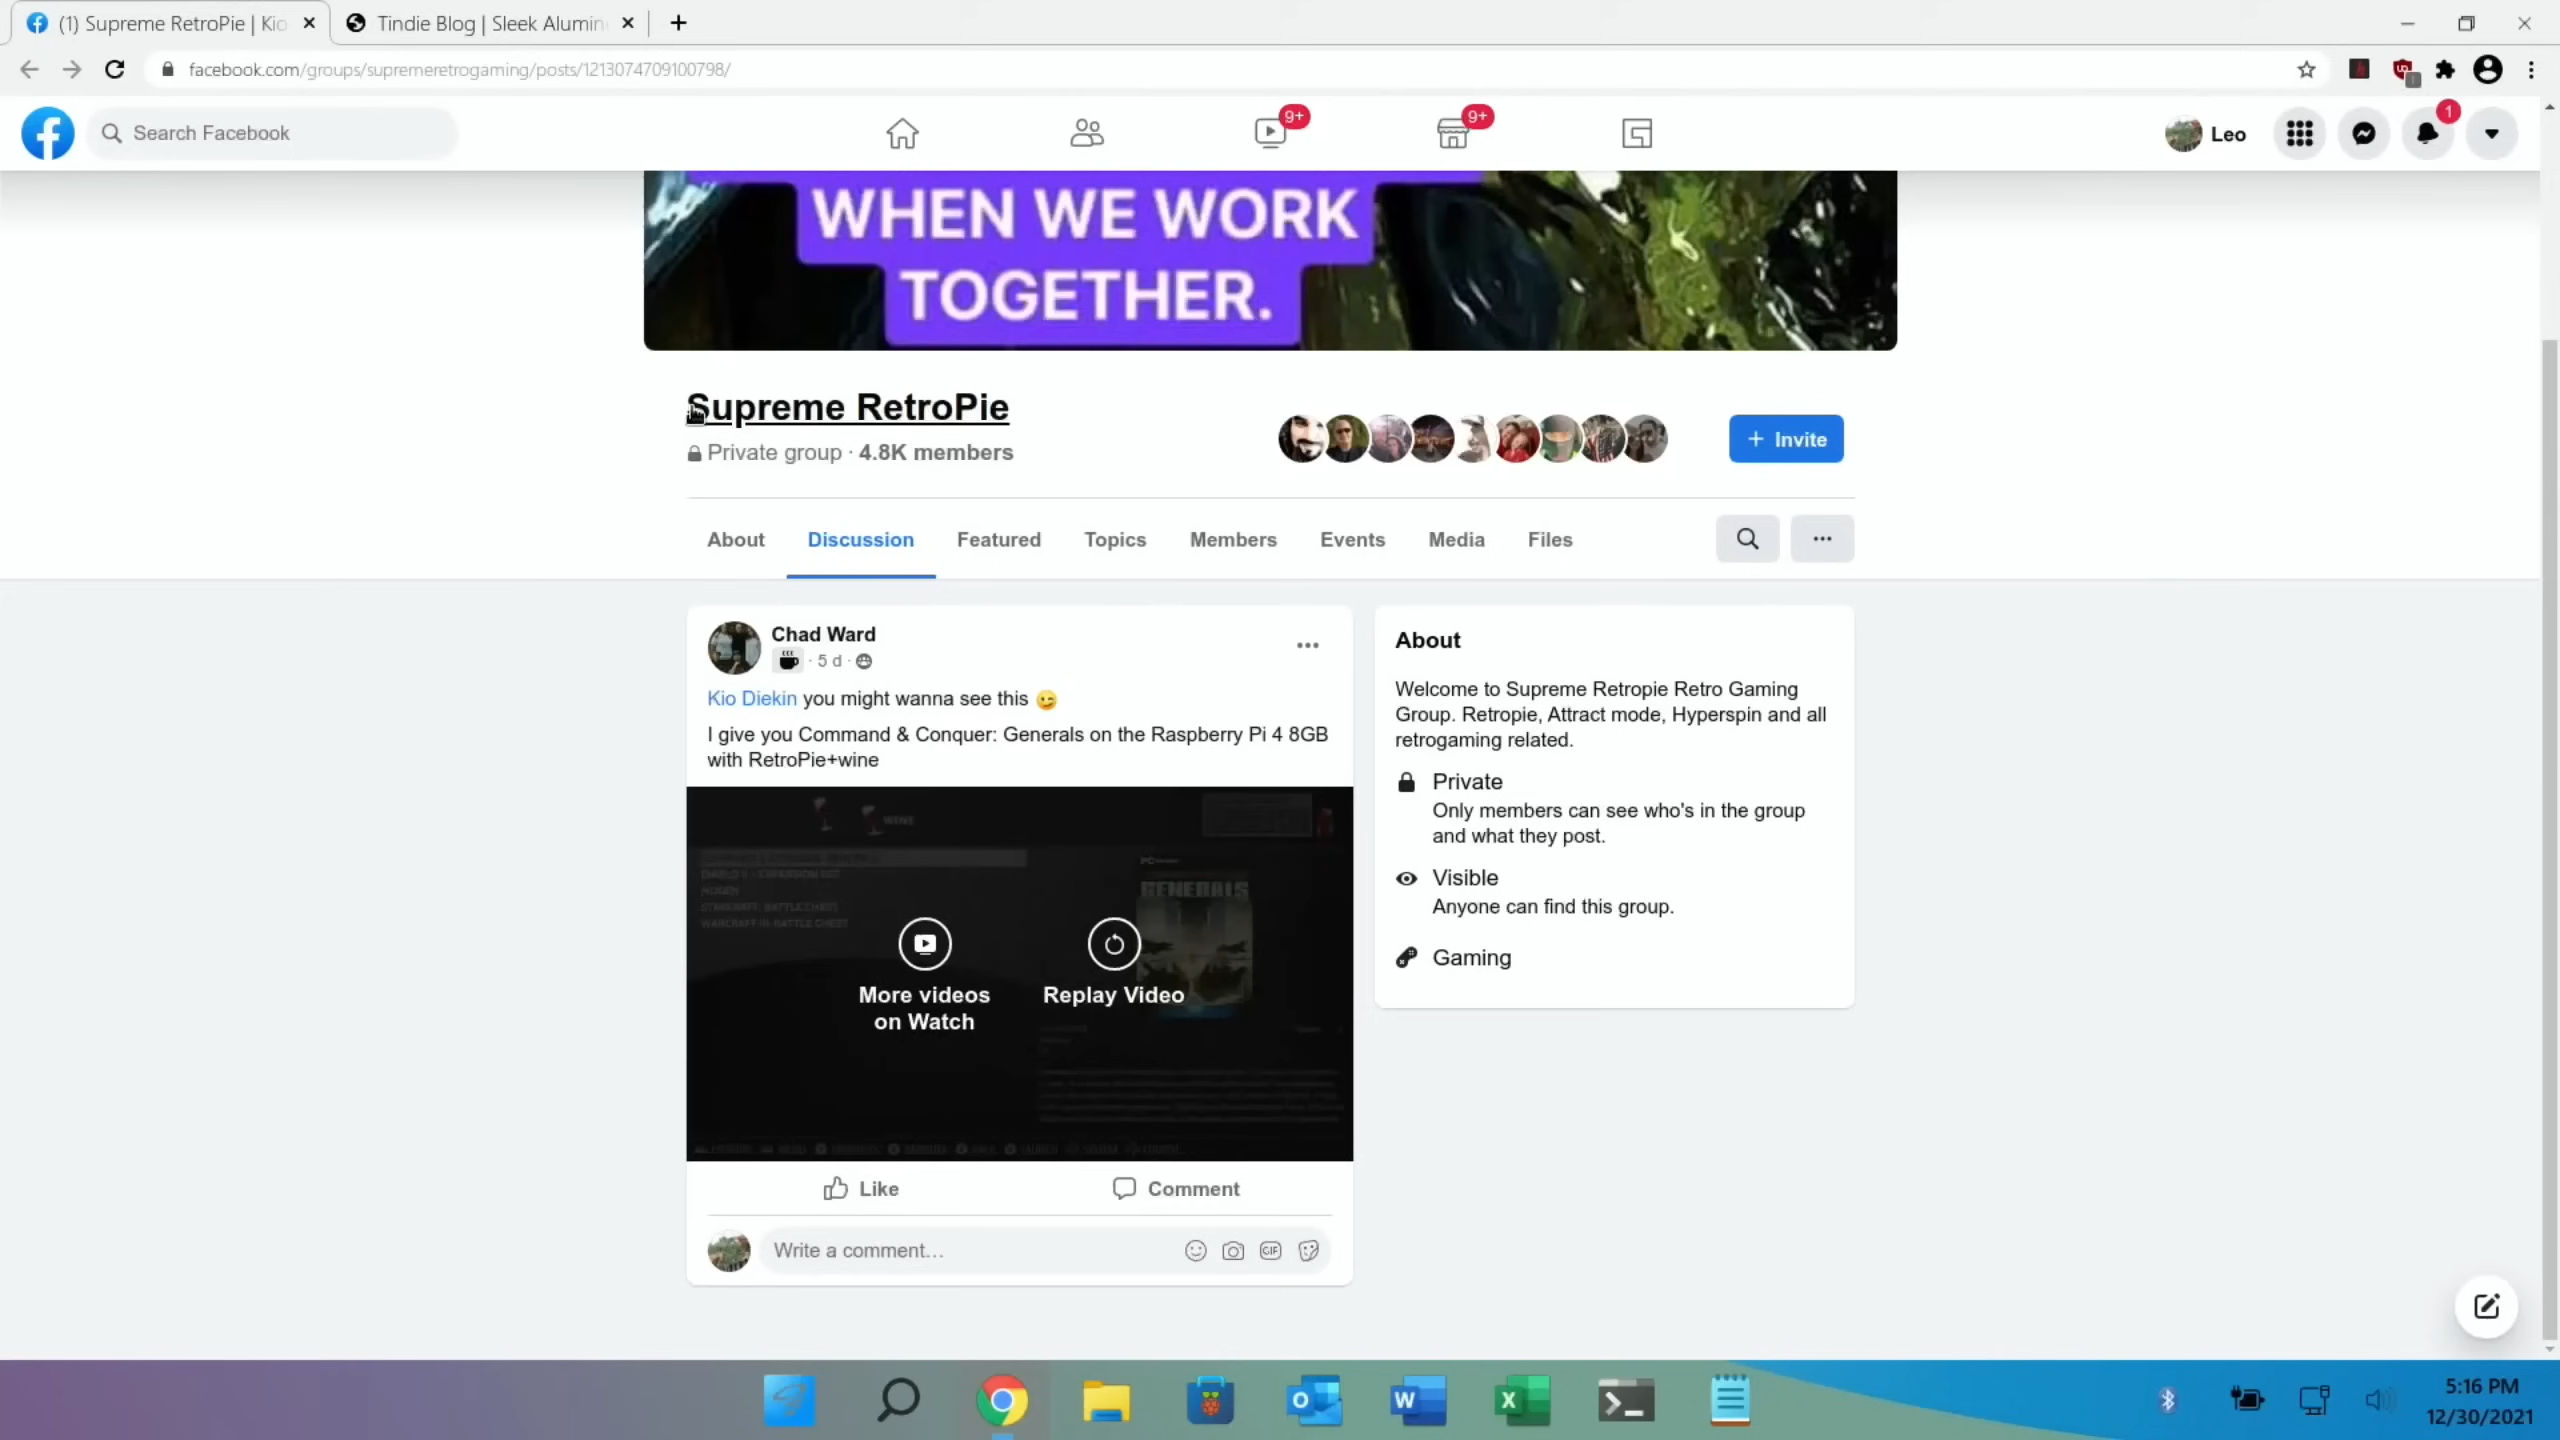 (1) Supreme RetroPie | Kio
Tindie Blog | Sleek Alumin
facebook.com/groups/supremeretrogaming/posts/1213074709100798/
Search Facebook
9+
9+
Leo
1
WHEN WE WORK
TOGETHER.
Supreme RetroPie
Private group · 4.8K members
+ Invite
About
Discussion
Featured
Topics
Members
Events
Media
Files
Chad Ward
· 5 d ·
Kio Diekin you might wanna see this 😉
I give you Command & Conquer: Generals on the Raspberry Pi 4 8GB
with RetroPie+wine
WINE
GENERALS
More videos
on Watch
Replay Video
Like
Comment
Write a comment…
GIF
About
Welcome to Supreme Retropie Retro Gaming
Group. Retropie, Attract mode, Hyperspin and all
retrogaming related.
Private
Only members can see who's in the group
and what they post.
Visible
Anyone can find this group.
Gaming
O
W
X
5:16 PM
12/30/2021